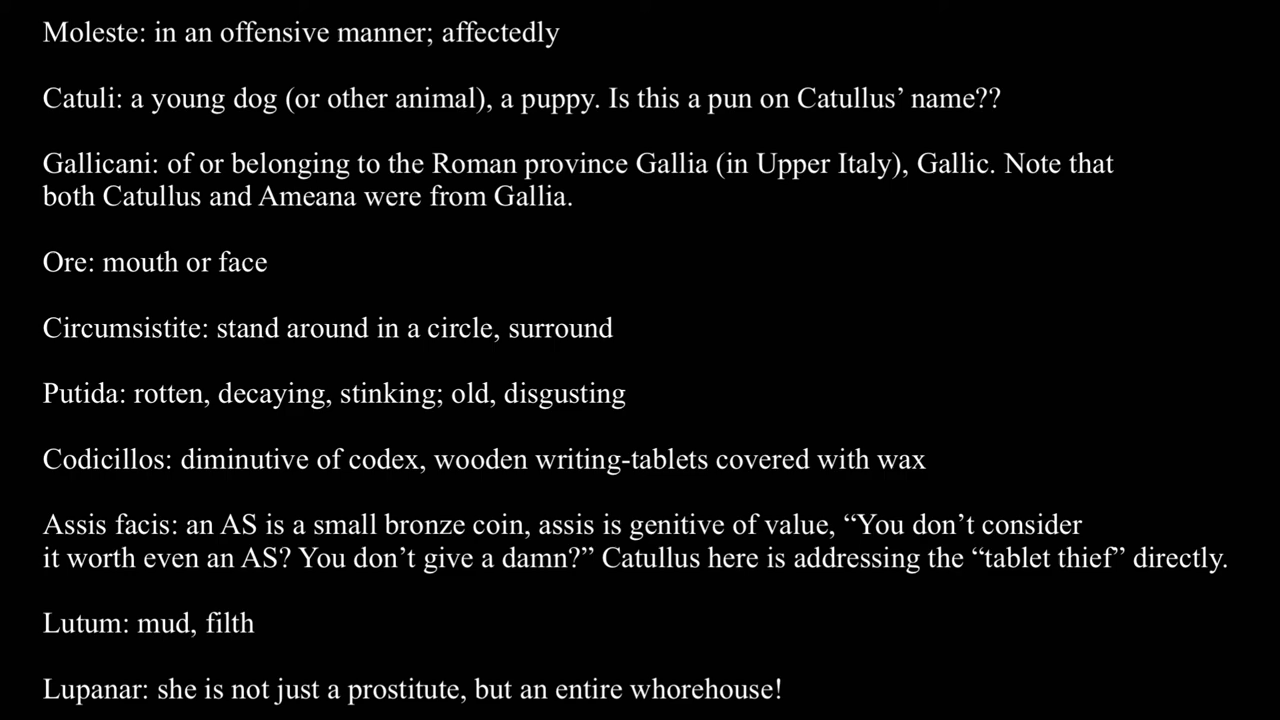 Moleste: in an offensive manner; affectedly
Catuli: a young dog (or other animal), a puppy. Is this a pun on Catullus’ name??
Gallicani: of or belonging to the Roman province Gallia (in Upper Italy), Gallic. Note that
both Catullus and Ameana were from Gallia.
Ore: mouth or face
Circumsistite: stand around in a circle, surround
Putida: rotten, decaying, stinking; old, disgusting
Codicillos: diminutive of codex, wooden writing-tablets covered with wax
Assis facis: an AS is a small bronze coin, assis is genitive of value, “You don’t consider
it worth even an AS? You don’t give a damn?” Catullus here is addressing the “tablet thief” directly.
Lutum: mud, filth
Lupanar: she is not just a prostitute, but an entire whorehouse!